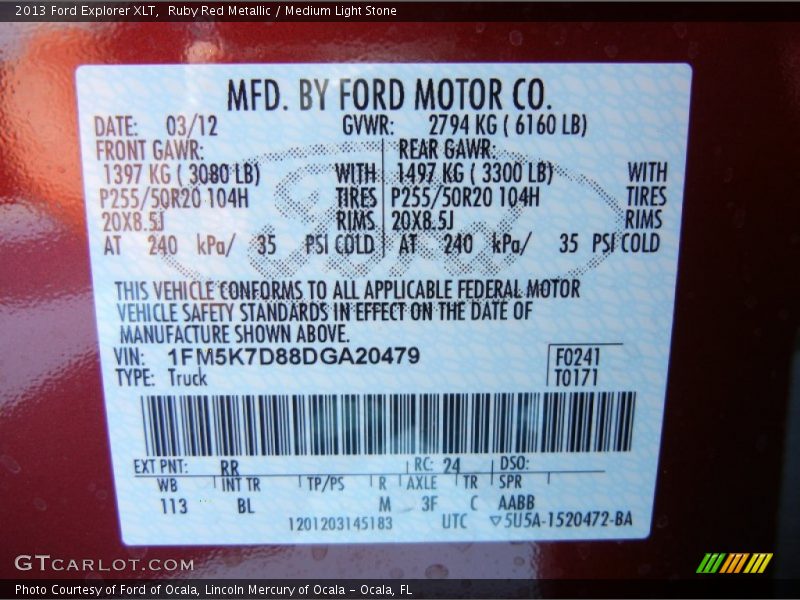 2013 Ford Explorer XLT, Ruby Red Metallic / Medium Light Stone
MFD. BY FORD MOTOR CO.
DATE: 03/12 GVWR: 2794 KG ( 6160 LB)
FRONT GAWR: REAR GAWR:
1397 KG ( 3080 LB) WITH 1497 KG ( 3300 LB) WITH
P255/50R20 104H TIRES P255/50R20 104H TIRES
20X8.5J RIMS 20X8.5J RIMS
AT 240 kPa/ 35 PSI COLD AT 240 kPa/ 35 PSI COLD
THIS VEHICLE CONFORMS TO ALL APPLICABLE FEDERAL MOTOR
VEHICLE SAFETY STANDARDS IN EFFECT ON THE DATE OF
MANUFACTURE SHOWN ABOVE.
VIN: 1FM5K7D88DGA20479 F0241
TYPE: Truck T0171
EXT PNT: RR RC: 24 DSO:
WB INT TR TP/PS R AXLE TR SPR
113 BL M 3F C AABB
1201203145183 UTC 5U5A-1520472-BA
GTCARLOT.COM
Photo Courtesy of Ford of Ocala, Lincoln Mercury of Ocala - Ocala, FL